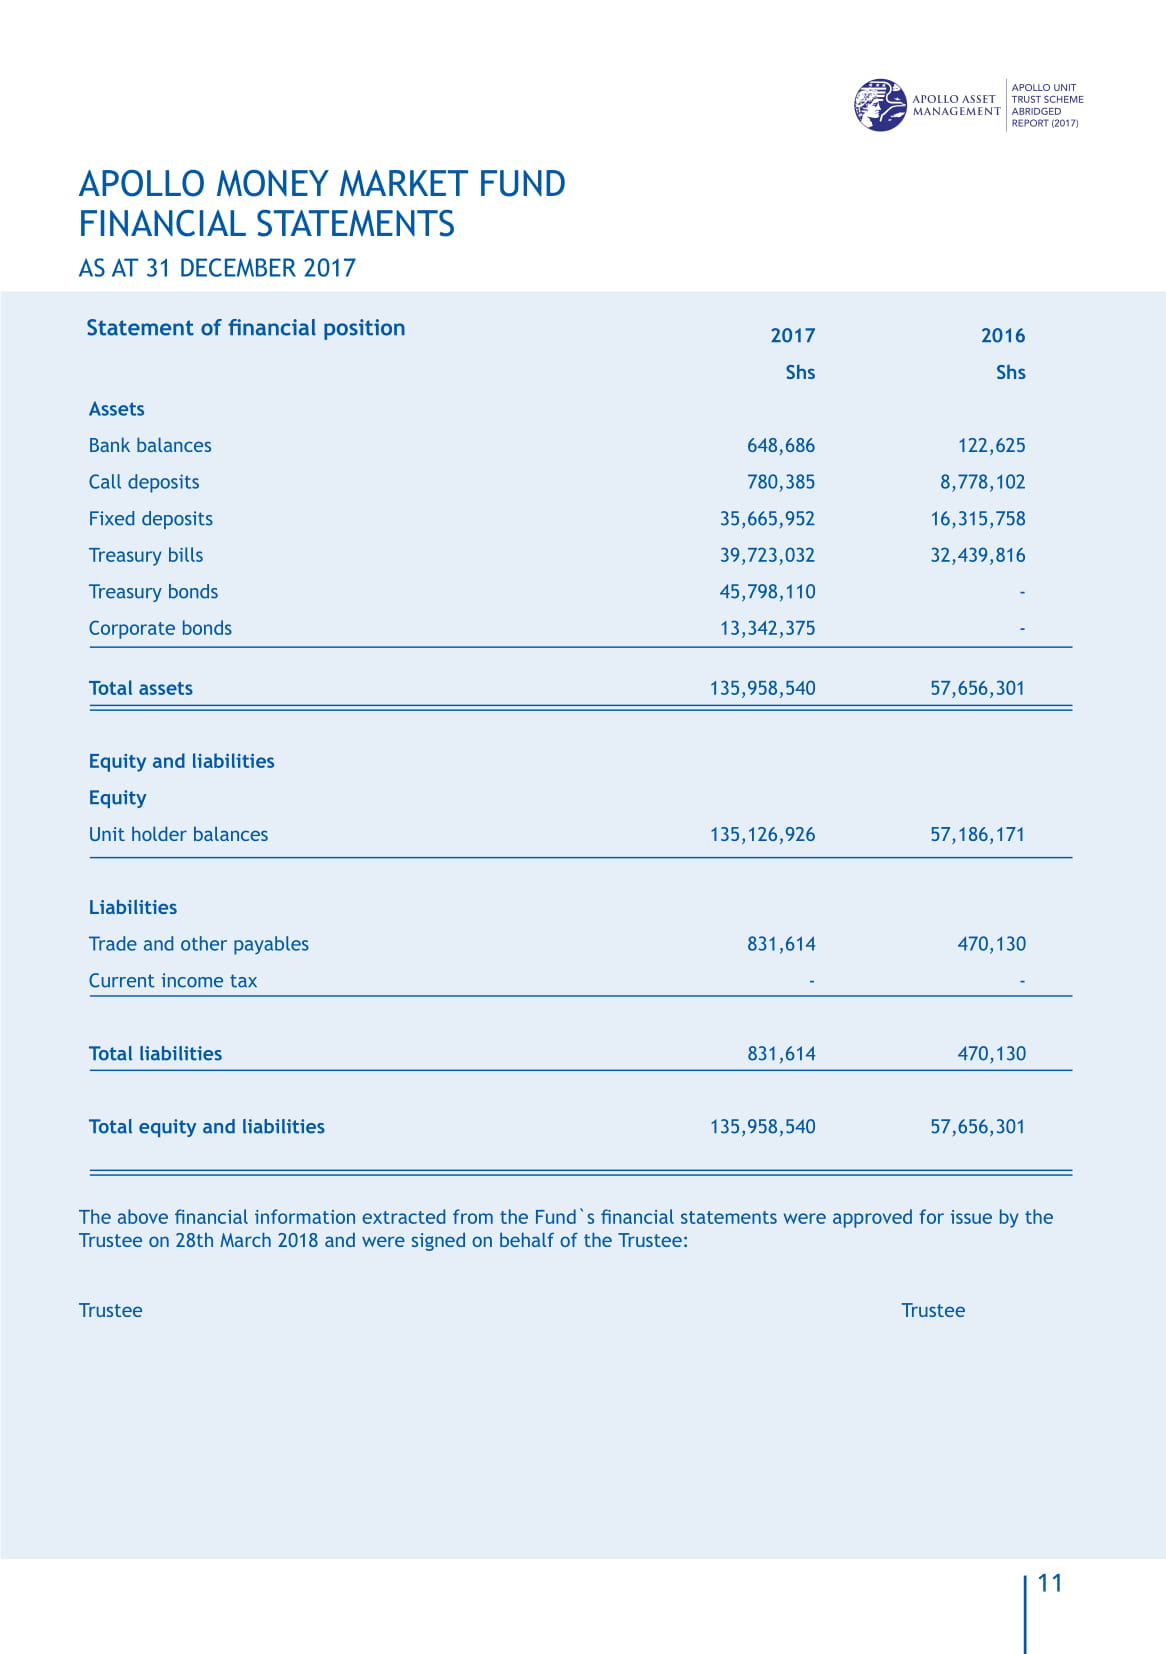 APOLLO ASSET
MANAGEMENT
APOLLO UNIT
TRUST SCHEME
ABRIDGED
REPORT (2017)
APOLLO MONEY MARKET FUND
FINANCIAL STATEMENTS
AS AT 31 DECEMBER 2017
Statement of financial position 2017 2016
Shs Shs
Assets
Bank balances 648,686 122,625
Call deposits 780,385 8,778,102
Fixed deposits 35,665,952 16,315,758
Treasury bills 39,723,032 32,439,816
Treasury bonds 45,798,110 -
Corporate bonds 13,342,375 -
Total assets 135,958,540 57,656,301
Equity and liabilities
Equity
Unit holder balances 135,126,926 57,186,171
Liabilities
Trade and other payables 831,614 470,130
Current income tax - -
Total liabilities 831,614 470,130
Total equity and liabilities 135,958,540 57,656,301
The above financial information extracted from the Fund`s financial statements were approved for issue by the
Trustee on 28th March 2018 and were signed on behalf of the Trustee:
Trustee Trustee
11